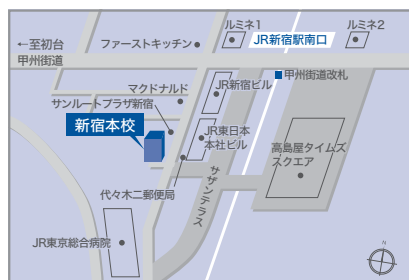 ルミネ1
ルミネ2
JR新宿駅南口
←至初台
ファーストキッチン
甲州街道
甲州街道改札
マクドナルド
JR新宿ビル
サンルートプラザ新宿
新宿本校
JR東日本
本社ビル
高島屋タイムズ
スクエア
サザンテラス
代々木二郵便局
JR東京総合病院
N